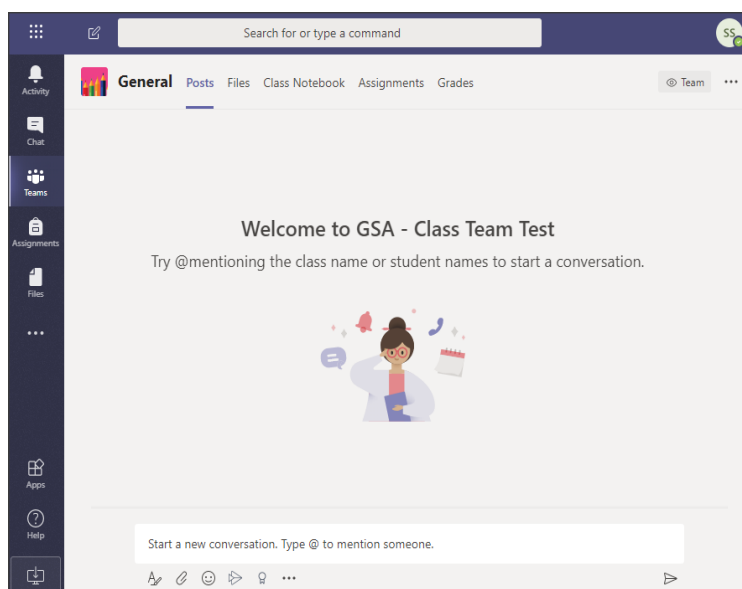 Search for or type a command
SS
Activity
Chat
Teams
Assignments
Files
Apps
Help
General Posts Files Class Notebook Assignments Grades
Team
Welcome to GSA - Class Team Test
Try @mentioning the class name or student names to start a conversation.
Start a new conversation. Type @ to mention someone.